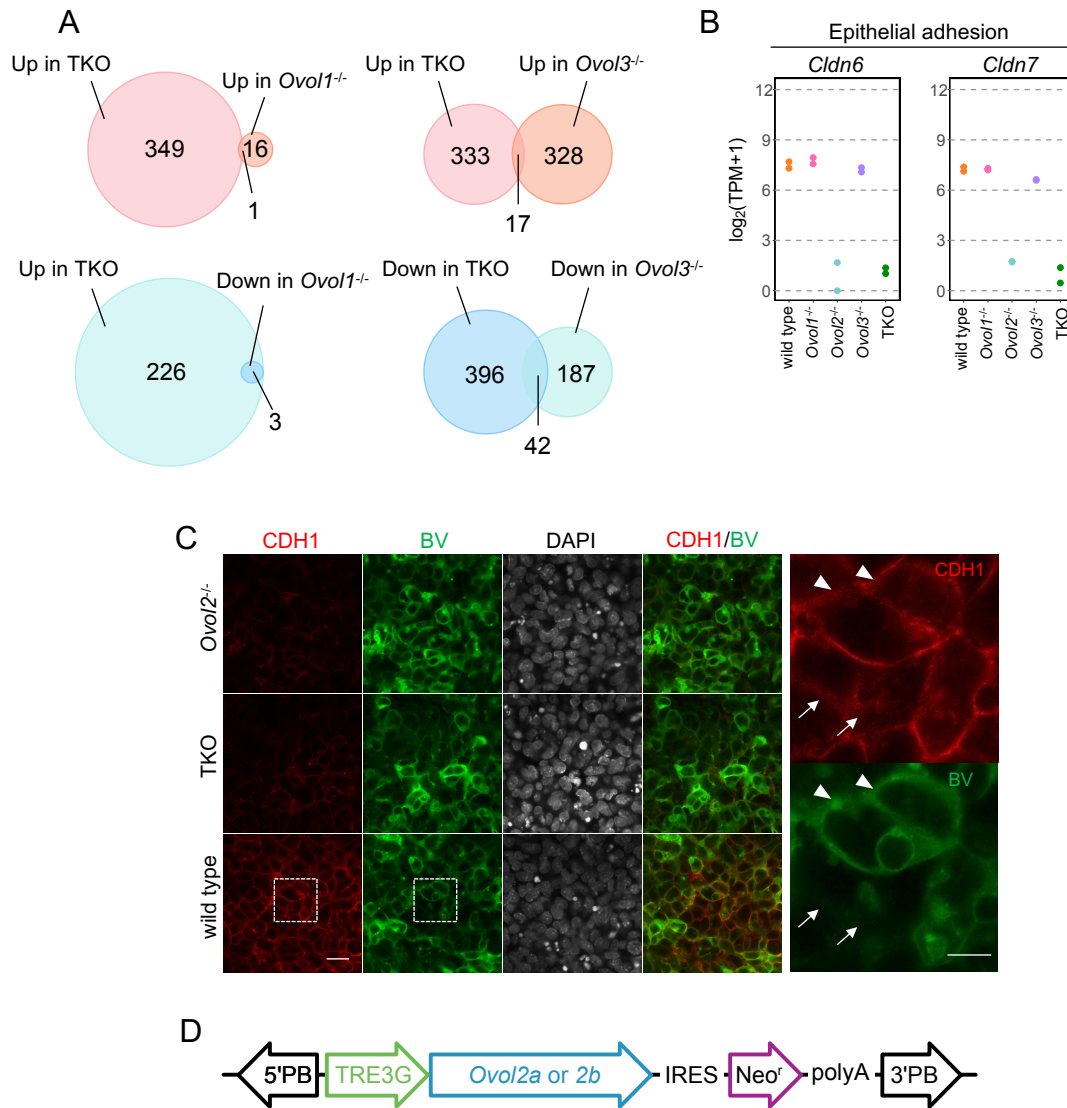 A
Up in TKO
Up in Ovol1-/-
349
16
1
Up in TKO
Up in Ovol3-/-
333
328
17
Up in TKO
Down in Ovol1-/-
226
3
Down in TKO
Down in Ovol3-/-
396
187
42
B
Epithelial adhesion
Cldn6
Cldn7
log2(TPM+1)
12
9
6
3
0
12
9
6
3
0
wild type
Ovol1-/-
Ovol2-/-
Ovol3-/-
TKO
wild type
Ovol1-/-
Ovol2-/-
Ovol3-/-
TKO
C
CDH1
BV
DAPI
CDH1/BV
Ovol2-/-
TKO
wild type
CDH1
BV
D
5'PB
TRE3G
Ovol2a or 2b
IRES
Neor
polyA
3'PB